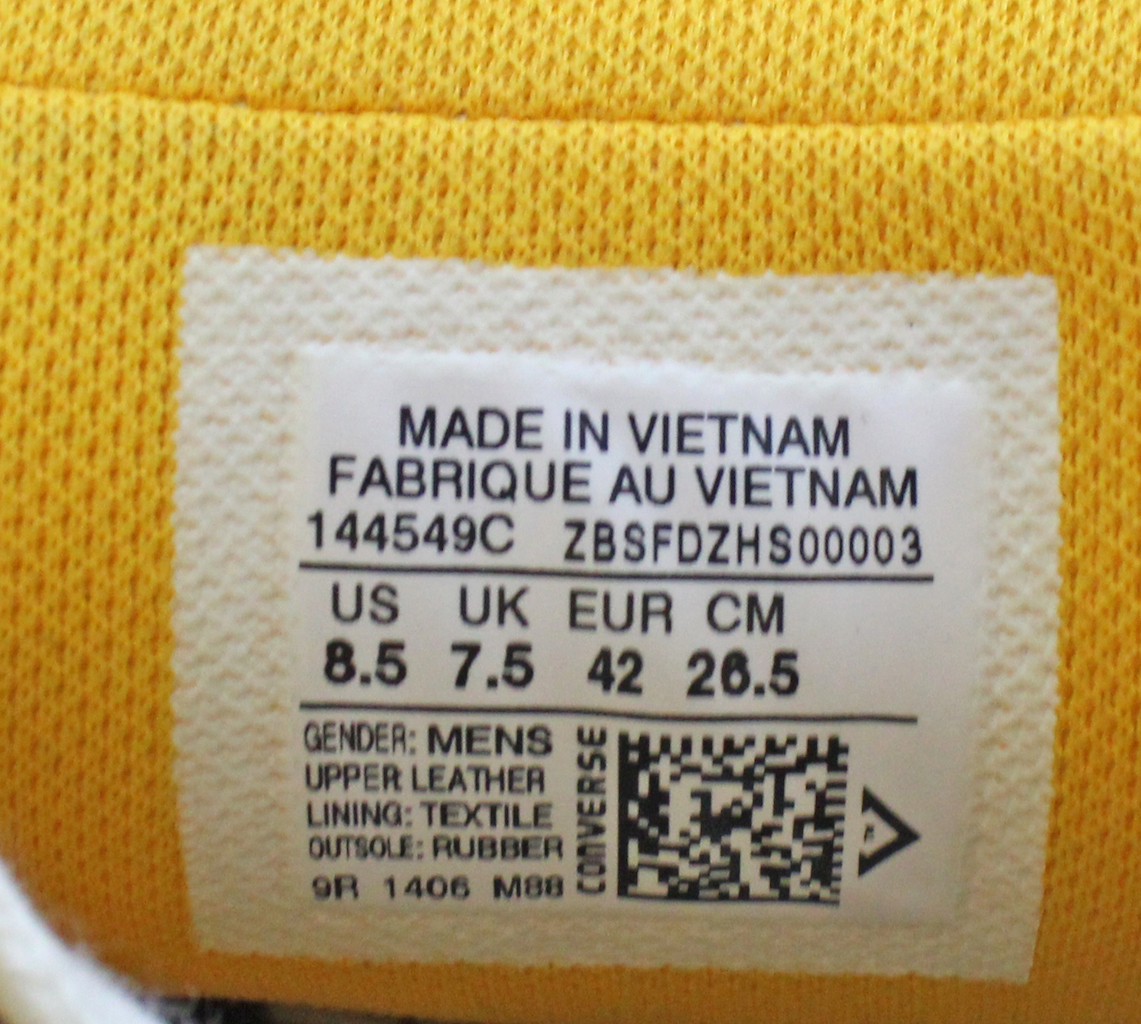 MADE IN VIETNAM
FABRIQUE AU VIETNAM
144549C ZBSFDZHS00003
US UK EUR CM
8.5 7.5 42 26.5
GENDER: MENS
UPPER: LEATHER
LINING: TEXTILE
OUTSOLE: RUBBER
9R 1406 M88
CONVERSE